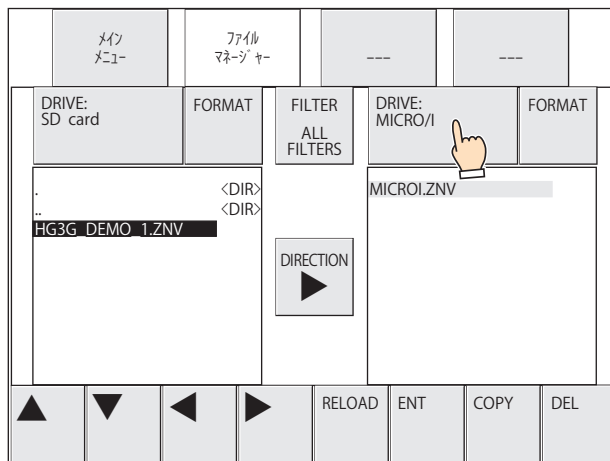 メイン
メニュー
ファイル
マネージャー
---
---
DRIVE:
SD card
FORMAT
FILTER
ALL
FILTERS
DRIVE:
MICRO/I
FORMAT
. <DIR>
.. <DIR>
HG3G_DEMO_1.ZNV
MICROI.ZNV
DIRECTION
RELOAD
ENT
COPY
DEL